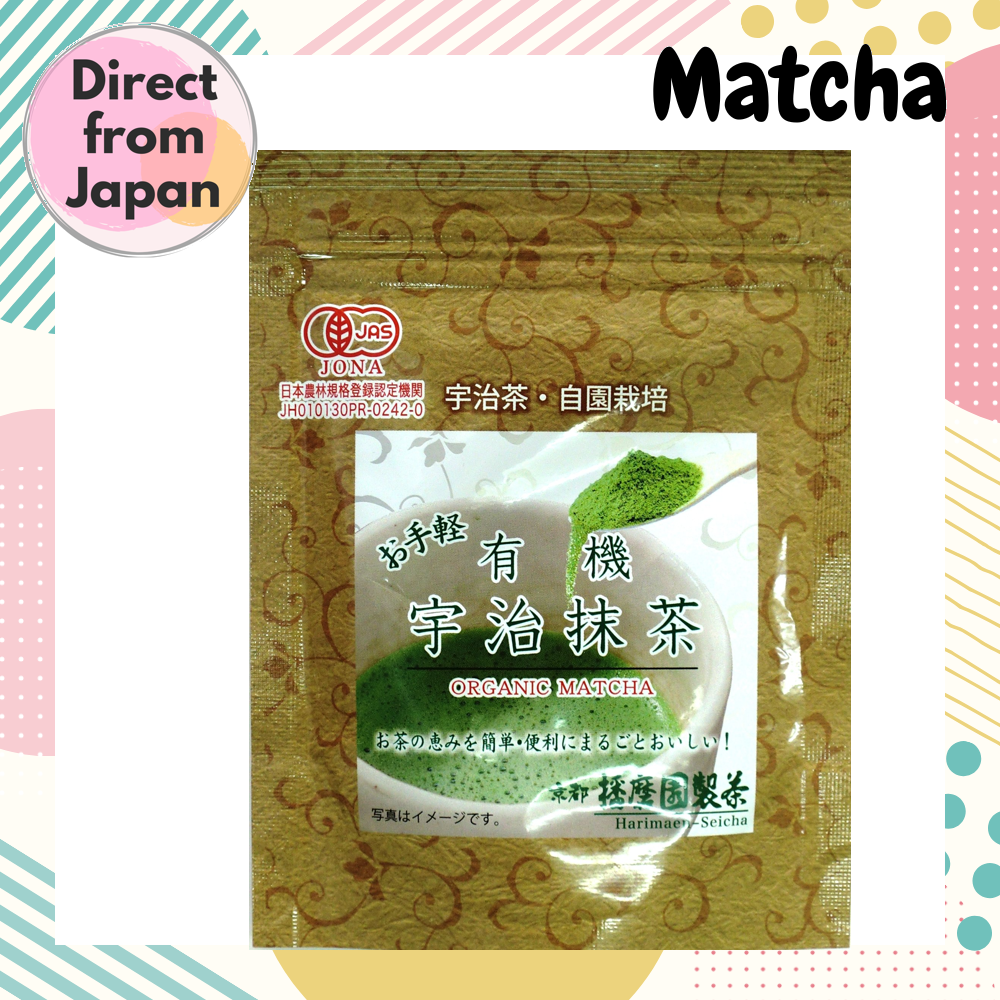 Direct
from
Japan
Matcha
JAS
JONA
日本農林規格登録認定機関
JH010130PR-0242-0
宇治茶・自園栽培
お手軽
有機
宇治抹茶
ORGANIC MATCHA
お茶の恵みを簡単・便利にまるごとおいしい！
京都 播磨園製茶
Harimaen-Seicha
写真はイメージです。